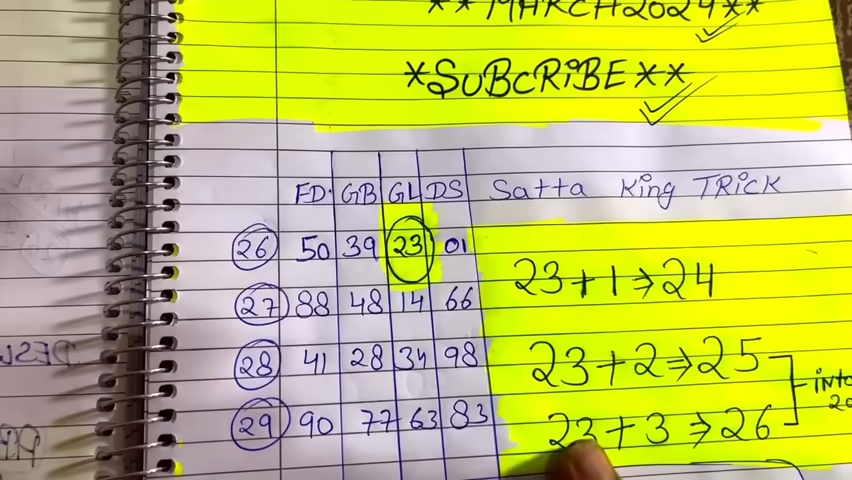 **MARCH2024**
*SUBCRIBE**
FD. GB GL DS Satta King TRICK
26 50 39 23 01
23+1⇒24
27 88 48 14 66
28 41 28 34 98
23+2⇒25
into
29 90 77 63 83
23+3⇒26